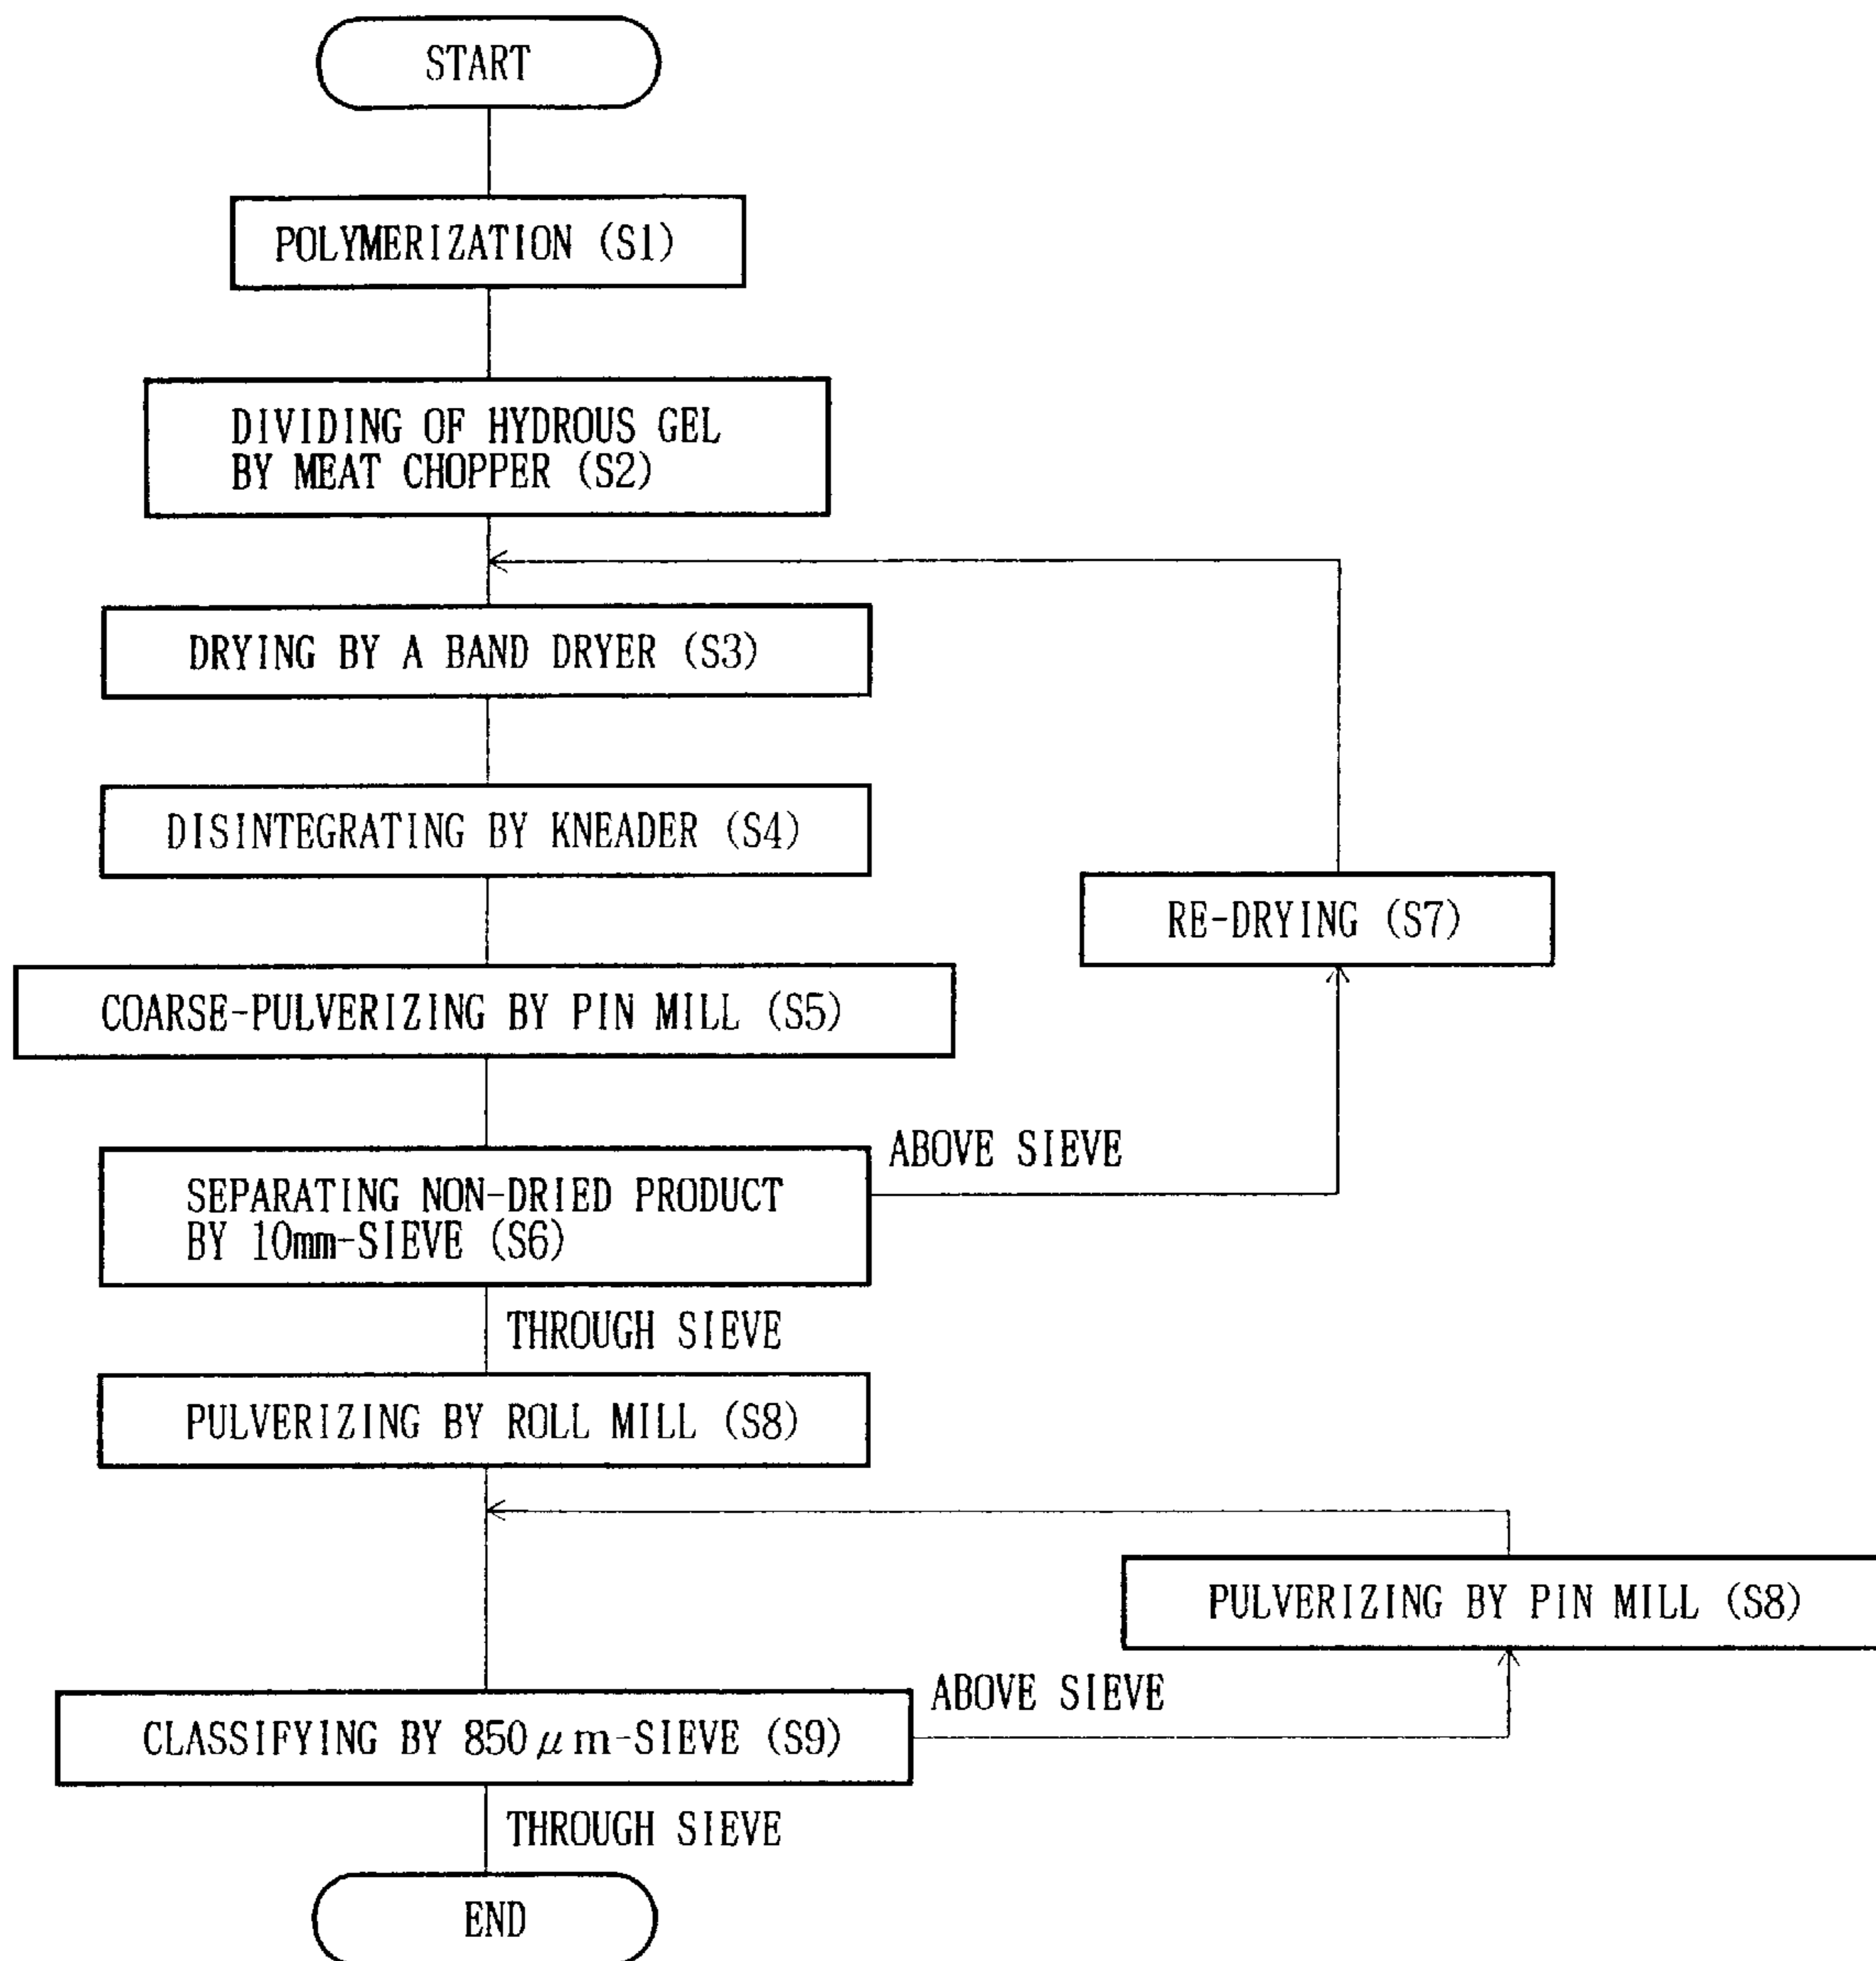 START
POLYMERIZATION (S1)
DIVIDING OF HYDROUS GEL
BY MEAT CHOPPER (S2)
DRYING BY A BAND DRYER (S3)
DISINTEGRATING BY KNEADER (S4)
RE-DRYING (S7)
COARSE-PULVERIZING BY PIN MILL (S5)
ABOVE SIEVE
SEPARATING NON-DRIED PRODUCT
BY 10mm-SIEVE (S6)
THROUGH SIEVE
PULVERIZING BY ROLL MILL (S8)
PULVERIZING BY PIN MILL (S8)
ABOVE SIEVE
CLASSIFYING BY 850μm-SIEVE (S9)
THROUGH SIEVE
END